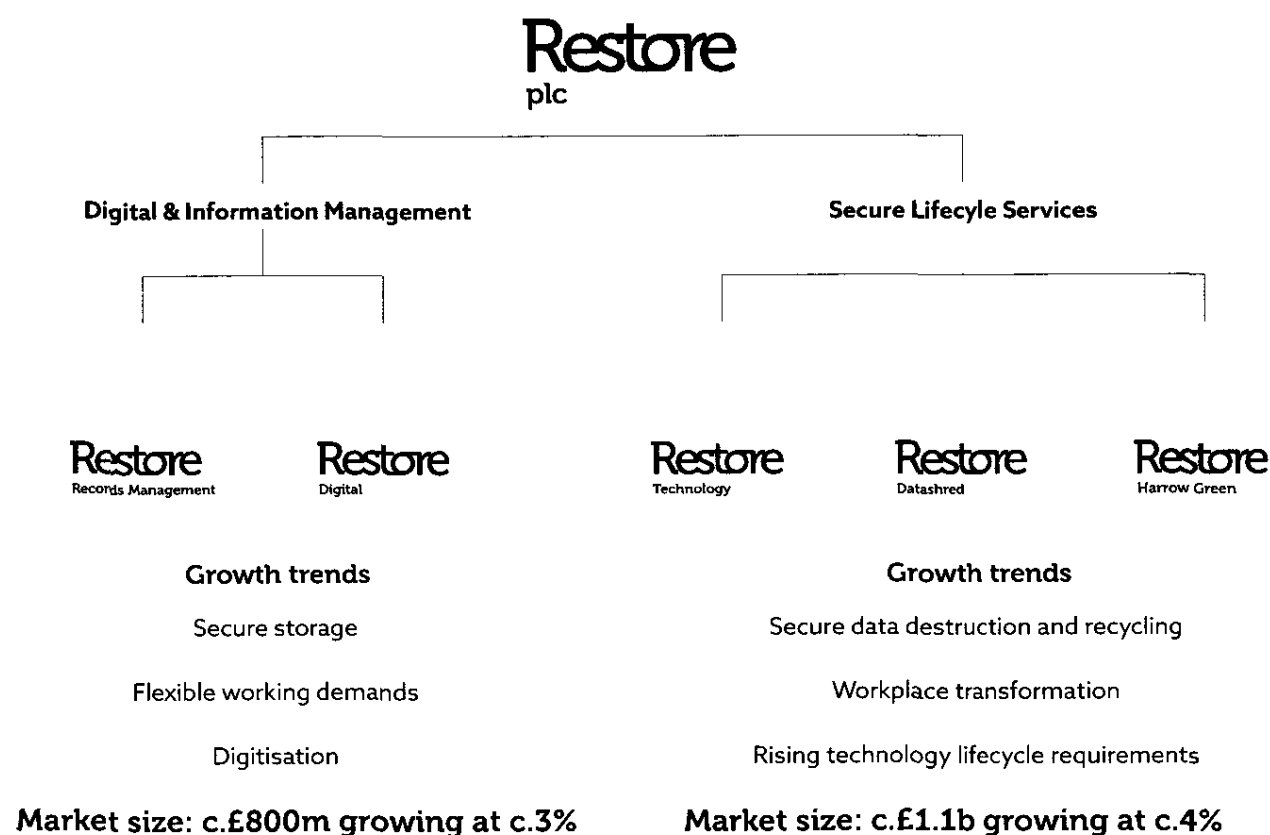 Restore
plc
Digital & Information Management
Secure Lifecyle Services
Restore
Records Management
Restore
Digital
Restore
Technology
Restore
Datashred
Restore
Harrow Green
Growth trends
Secure storage
Flexible working demands
Digitisation
Market size: c.£800m growing at c.3%
Growth trends
Secure data destruction and recycling
Workplace transformation
Rising technology lifecycle requirements
Market size: c.£1.1b growing at c.4%